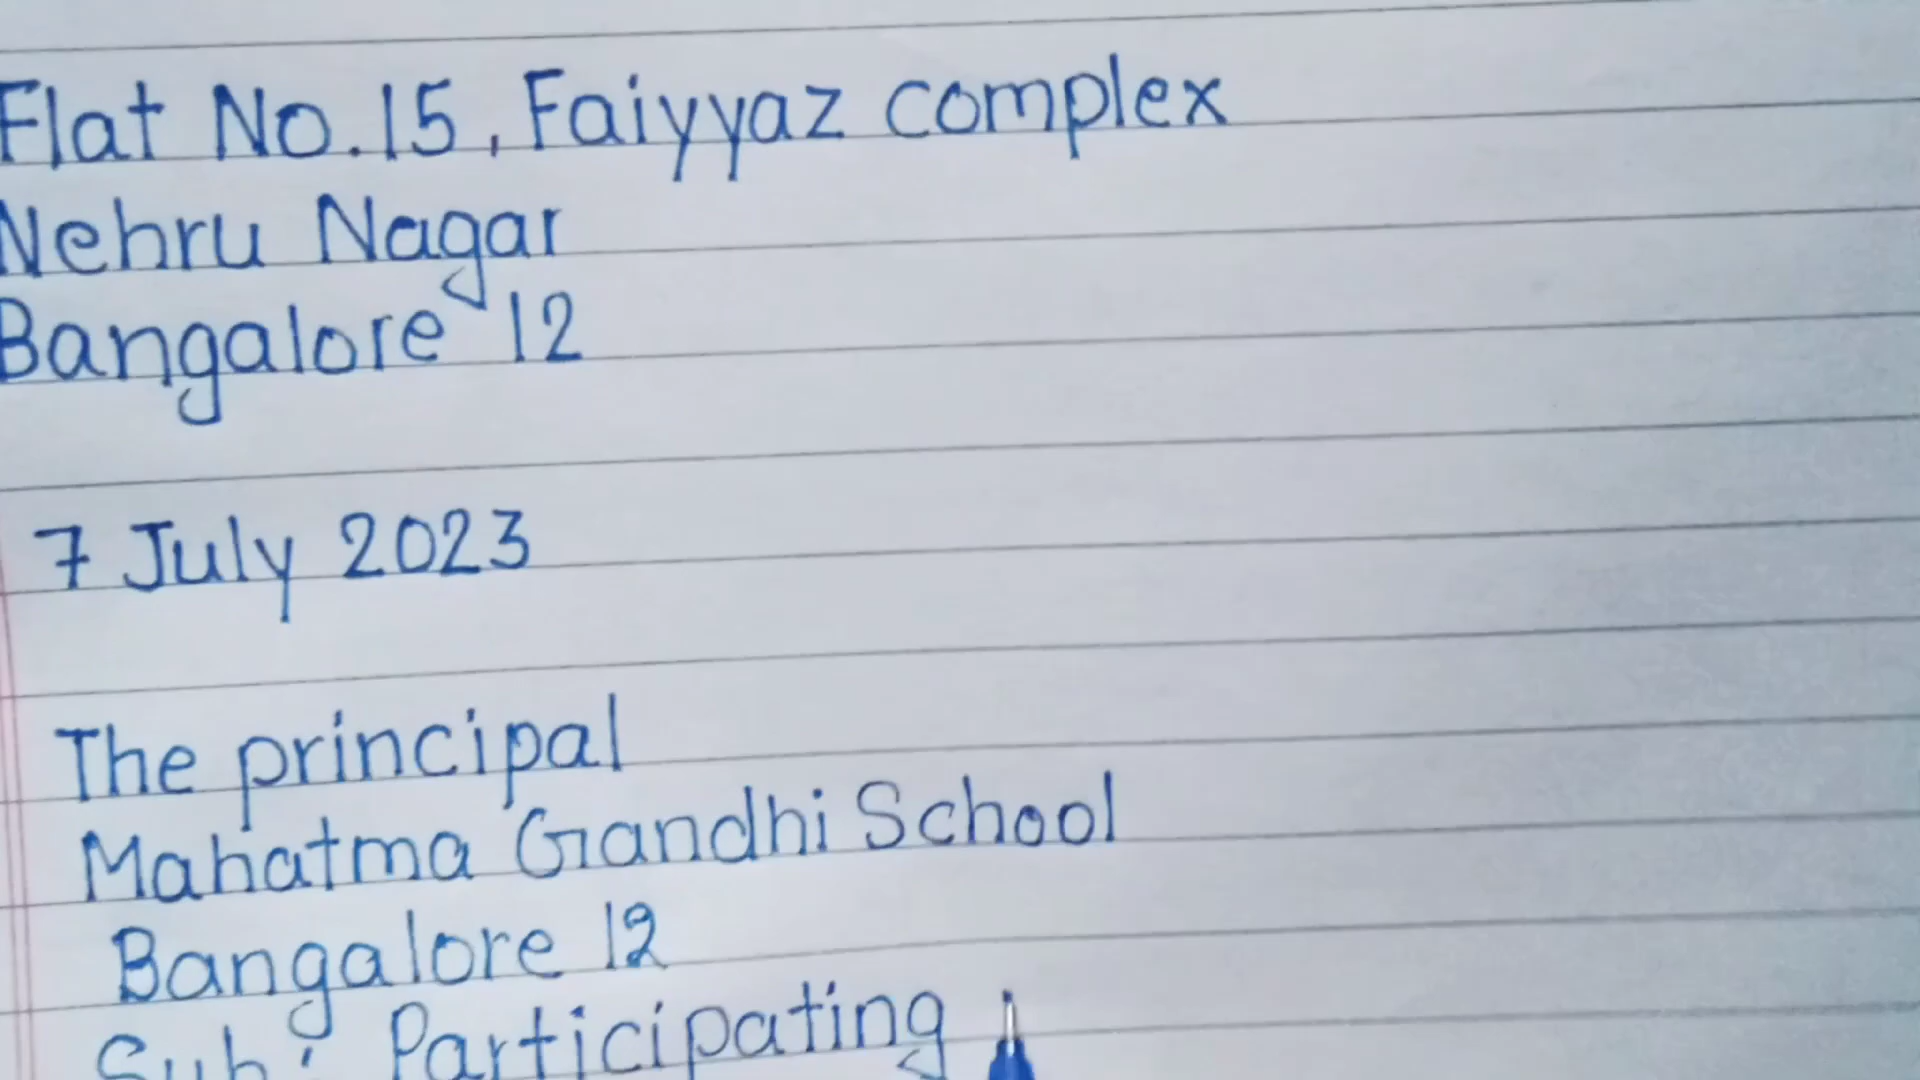 Flat No.15, Faiyyaz complex
Nehru Nagar
Bangalore 12
7 July 2023
The principal
Mahatma Gandhi School
Bangalore 12
Sub: Participating